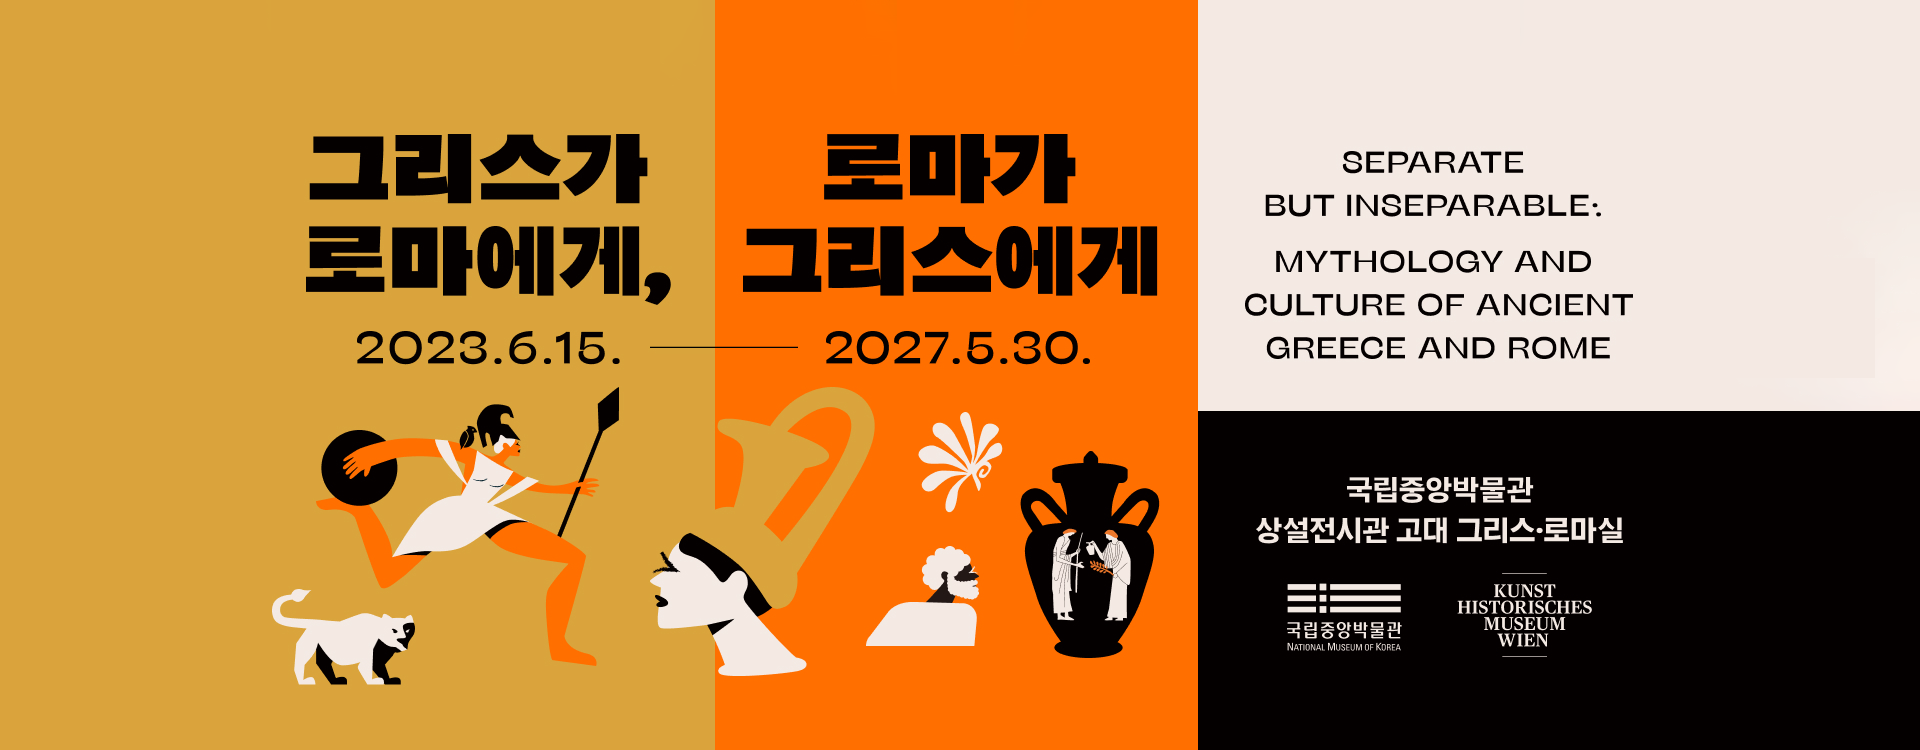 그리스가
로마에게,
2023.6.15.
로마가
그리스에게
2027.5.30.
SEPARATE
BUT INSEPARABLE:
MYTHOLOGY AND
CULTURE OF ANCIENT
GREECE AND ROME
국립중앙박물관
상설전시관 고대 그리스·로마실
국립중앙박물관
NATIONAL MUSEUM OF KOREA
KUNST
HISTORISCHES
MUSEUM
WIEN